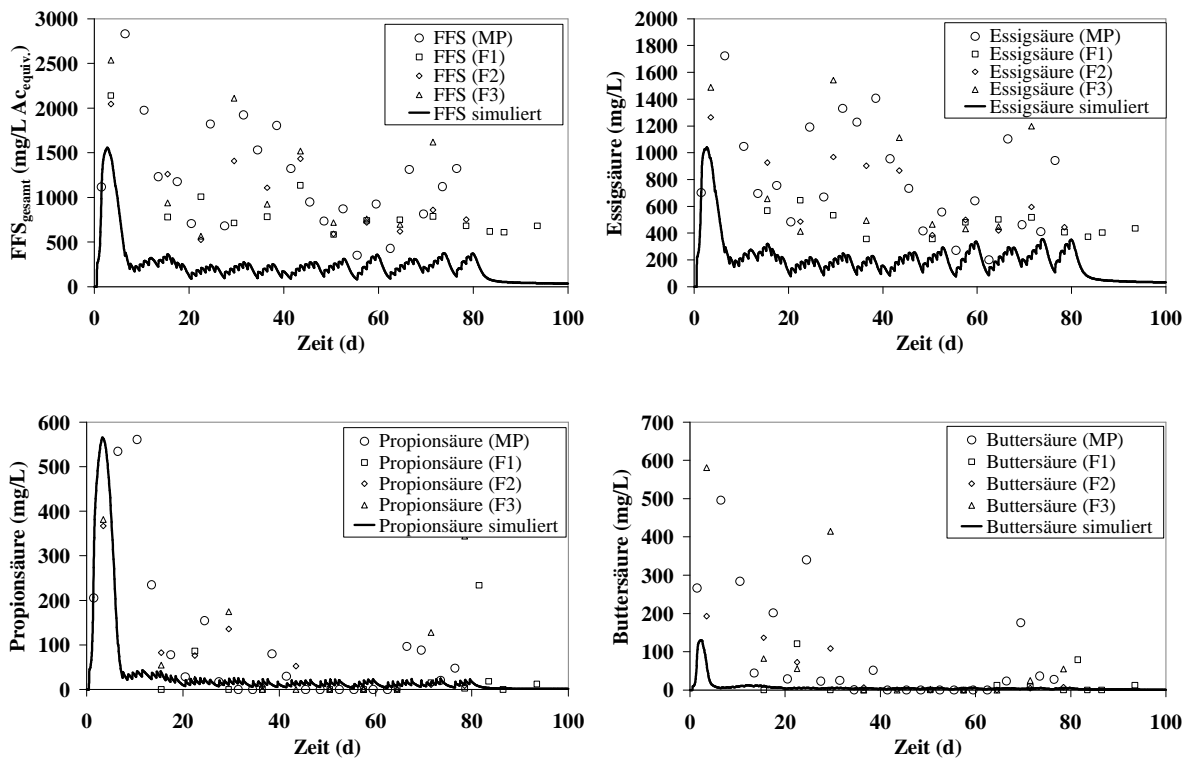 FFS (MP)
FFS (F1)
FFS (F2)
FFS (F3)
FFS simuliert
FFSgesamt (mg/L Acequiv.)
3000
2500
2000
1500
1000
500
0
0 20 40 60 80 100
Zeit (d)
Essigsäure (MP)
Essigsäure (F1)
Essigsäure (F2)
Essigsäure (F3)
Essigsäure simuliert
Essigsäure (mg/L)
2000
1800
1600
1400
1200
1000
800
600
400
200
0
0 20 40 60 80 100
Zeit (d)
Propionsäure (MP)
Propionsäure (F1)
Propionsäure (F2)
Propionsäure (F3)
Propionsäure simuliert
Propionsäure (mg/L)
600
500
400
300
200
100
0
0 20 40 60 80 100
Zeit (d)
Buttersäure (MP)
Buttersäure (F1)
Buttersäure (F2)
Buttersäure (F3)
Buttersäure simuliert
Buttersäure (mg/L)
700
600
500
400
300
200
100
0
0 20 40 60 80 100
Zeit (d)